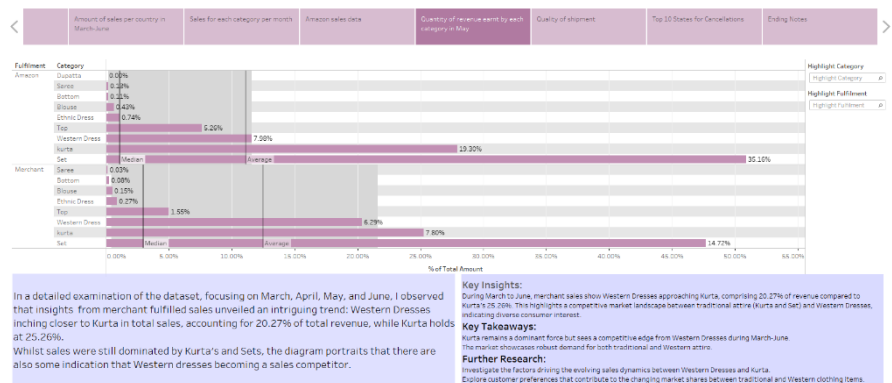 Amount of sales per country in
March-June
Sales for each category per month
Amazon sales data
Quantity of revenue earnt by each
category in May
Quality of shipment
Top 10 States for Cancellations
Ending Notes
Fulfilment Category
Amazon Dupatta 0.00%
Saree 0.13%
Bottom 0.11%
Blouse 0.43%
Ethnic Dress 0.74%
Top 5.26%
Western Dress 7.98%
kurta 19.30%
Set Median Average 35.16%
Merchant Saree 0.03%
Bottom 0.08%
Blouse 0.15%
Ethnic Dress 0.27%
Top 1.55%
Western Dress 6.29%
kurta 7.80%
Set Median Average 14.72%
0.00% 5.00% 10.00% 15.00% 20.00% 25.00% 30.00% 35.00% 40.00% 45.00% 50.00% 55.00%
% of Total Amount
Highlight Category
Highlight Category
Highlight Fulfilment
Highlight Fulfilment
In a detailed examination of the dataset, focusing on March, April, May, and June, I observed
that insights from merchant fulfilled sales unveiled an intriguing trend: Western Dresses
inching closer to Kurta in total sales, accounting for 20.27% of total revenue, while Kurta holds
at 25.26%.
Whilst sales were still dominated by Kurta's and Sets, the diagram portraits that there are
also some indication that Western dresses becoming a sales competitor.
Key Insights:
During March to June, merchant sales show Western Dresses approaching Kurta, comprising 20.27% of revenue compared to
Kurta's 25.26%. This highlights a competitive market landscape between traditional attire (Kurta and Set) and Western Dresses,
indicating diverse consumer interest.
Key Takeaways:
Kurta remains a dominant force but sees a competitive edge from Western Dresses during March-June.
The market showcases robust demand for both traditional and Western attire.
Further Research:
Investigate the factors driving the evolving sales dynamics between Western Dresses and Kurta.
Explore customer preferences that contribute to the changing market shares between traditional and Western clothing items.